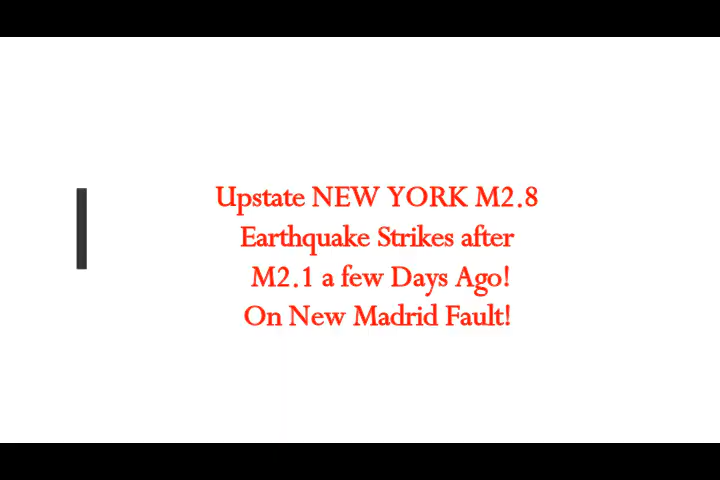 Upstate NEW YORK M2.8
Earthquake Strikes after
M2.1 a few Days Ago!
On New Madrid Fault!